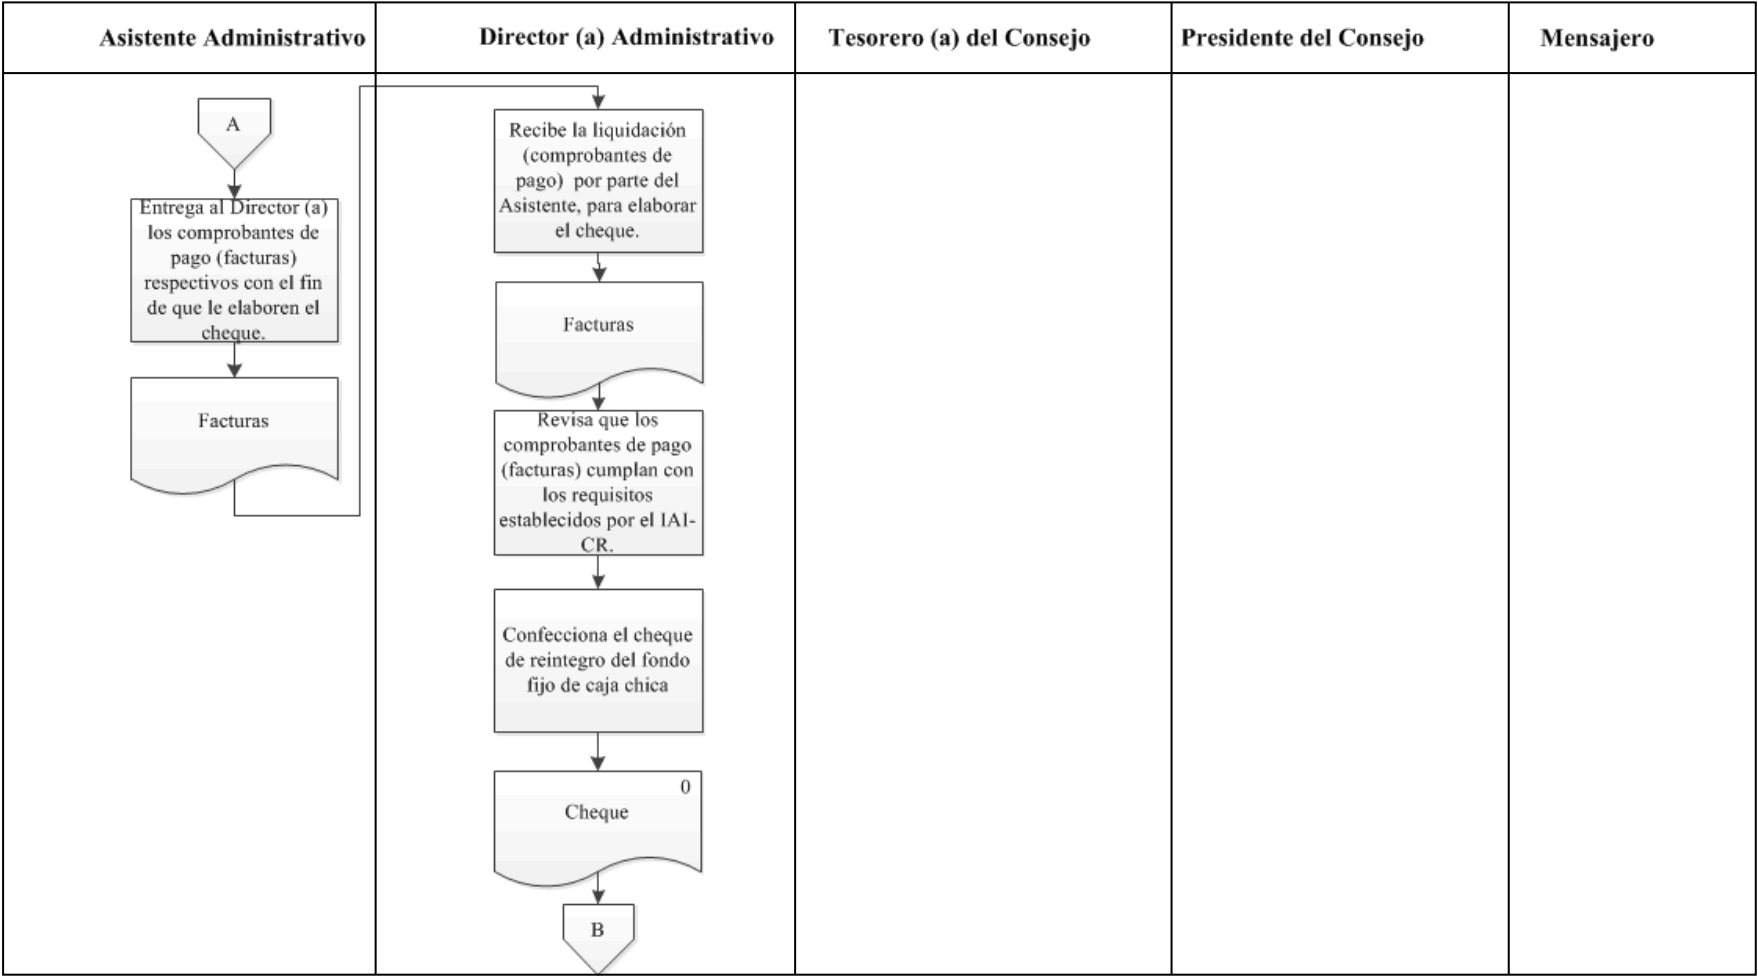 Asistente Administrativo
Director (a) Administrativo
Tesorero (a) del Consejo
Presidente del Consejo
Mensajero
A
Entrega al Director (a)
los comprobantes de
pago (facturas)
respectivos con el fin
de que le elaboren el
cheque.
Facturas
Recibe la liquidación
(comprobantes de
pago)  por parte del
Asistente, para elaborar
el cheque.
Facturas
Revisa que los
comprobantes de pago
(facturas) cumplan con
los requisitos
establecidos por el IAI-
CR.
Confecciona el cheque
de reintegro del fondo
fijo de caja chica
0
Cheque
B